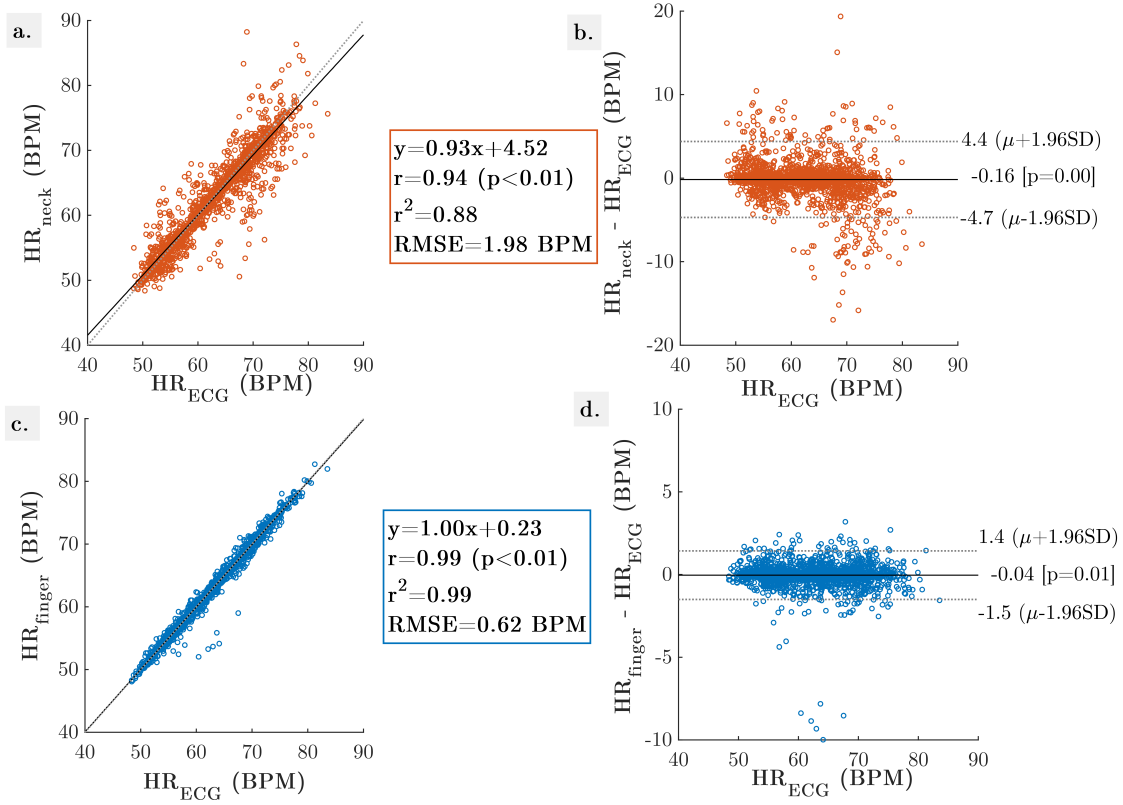 a.
90
80
70
60
50
40
HR_neck (BPM)
40 50 60 70 80 90
HR_ECG (BPM)
y=0.93x+4.52
r=0.94 (p<0.01)
r²=0.88
RMSE=1.98 BPM
b.
20
10
0
-10
-20
HR_neck - HR_ECG (BPM)
40 50 60 70 80 90
HR_ECG (BPM)
4.4 (μ+1.96SD)
-0.16 [p=0.00]
-4.7 (μ-1.96SD)
c.
90
80
70
60
50
40
HR_finger (BPM)
40 50 60 70 80 90
HR_ECG (BPM)
y=1.00x+0.23
r=0.99 (p<0.01)
r²=0.99
RMSE=0.62 BPM
d.
10
5
0
-5
-10
HR_finger - HR_ECG (BPM)
40 50 60 70 80 90
HR_ECG (BPM)
1.4 (μ+1.96SD)
-0.04 [p=0.01]
-1.5 (μ-1.96SD)